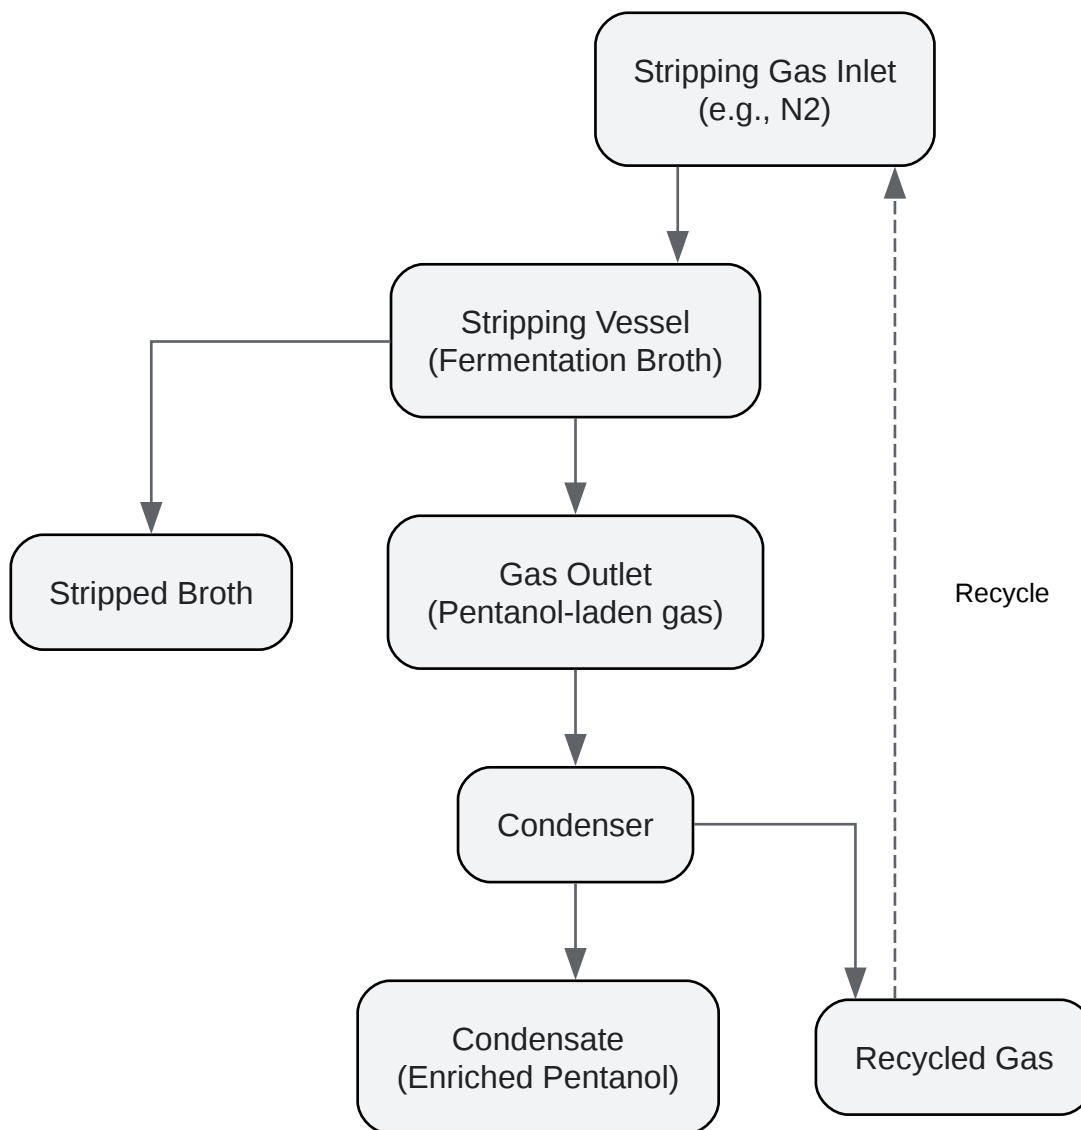 Stripping Gas Inlet
(e.g., N2)
Stripping Vessel
(Fermentation Broth)
Stripped Broth
Gas Outlet
(Pentanol-laden gas)
Recycle
Condenser
Condensate
(Enriched Pentanol)
Recycled Gas